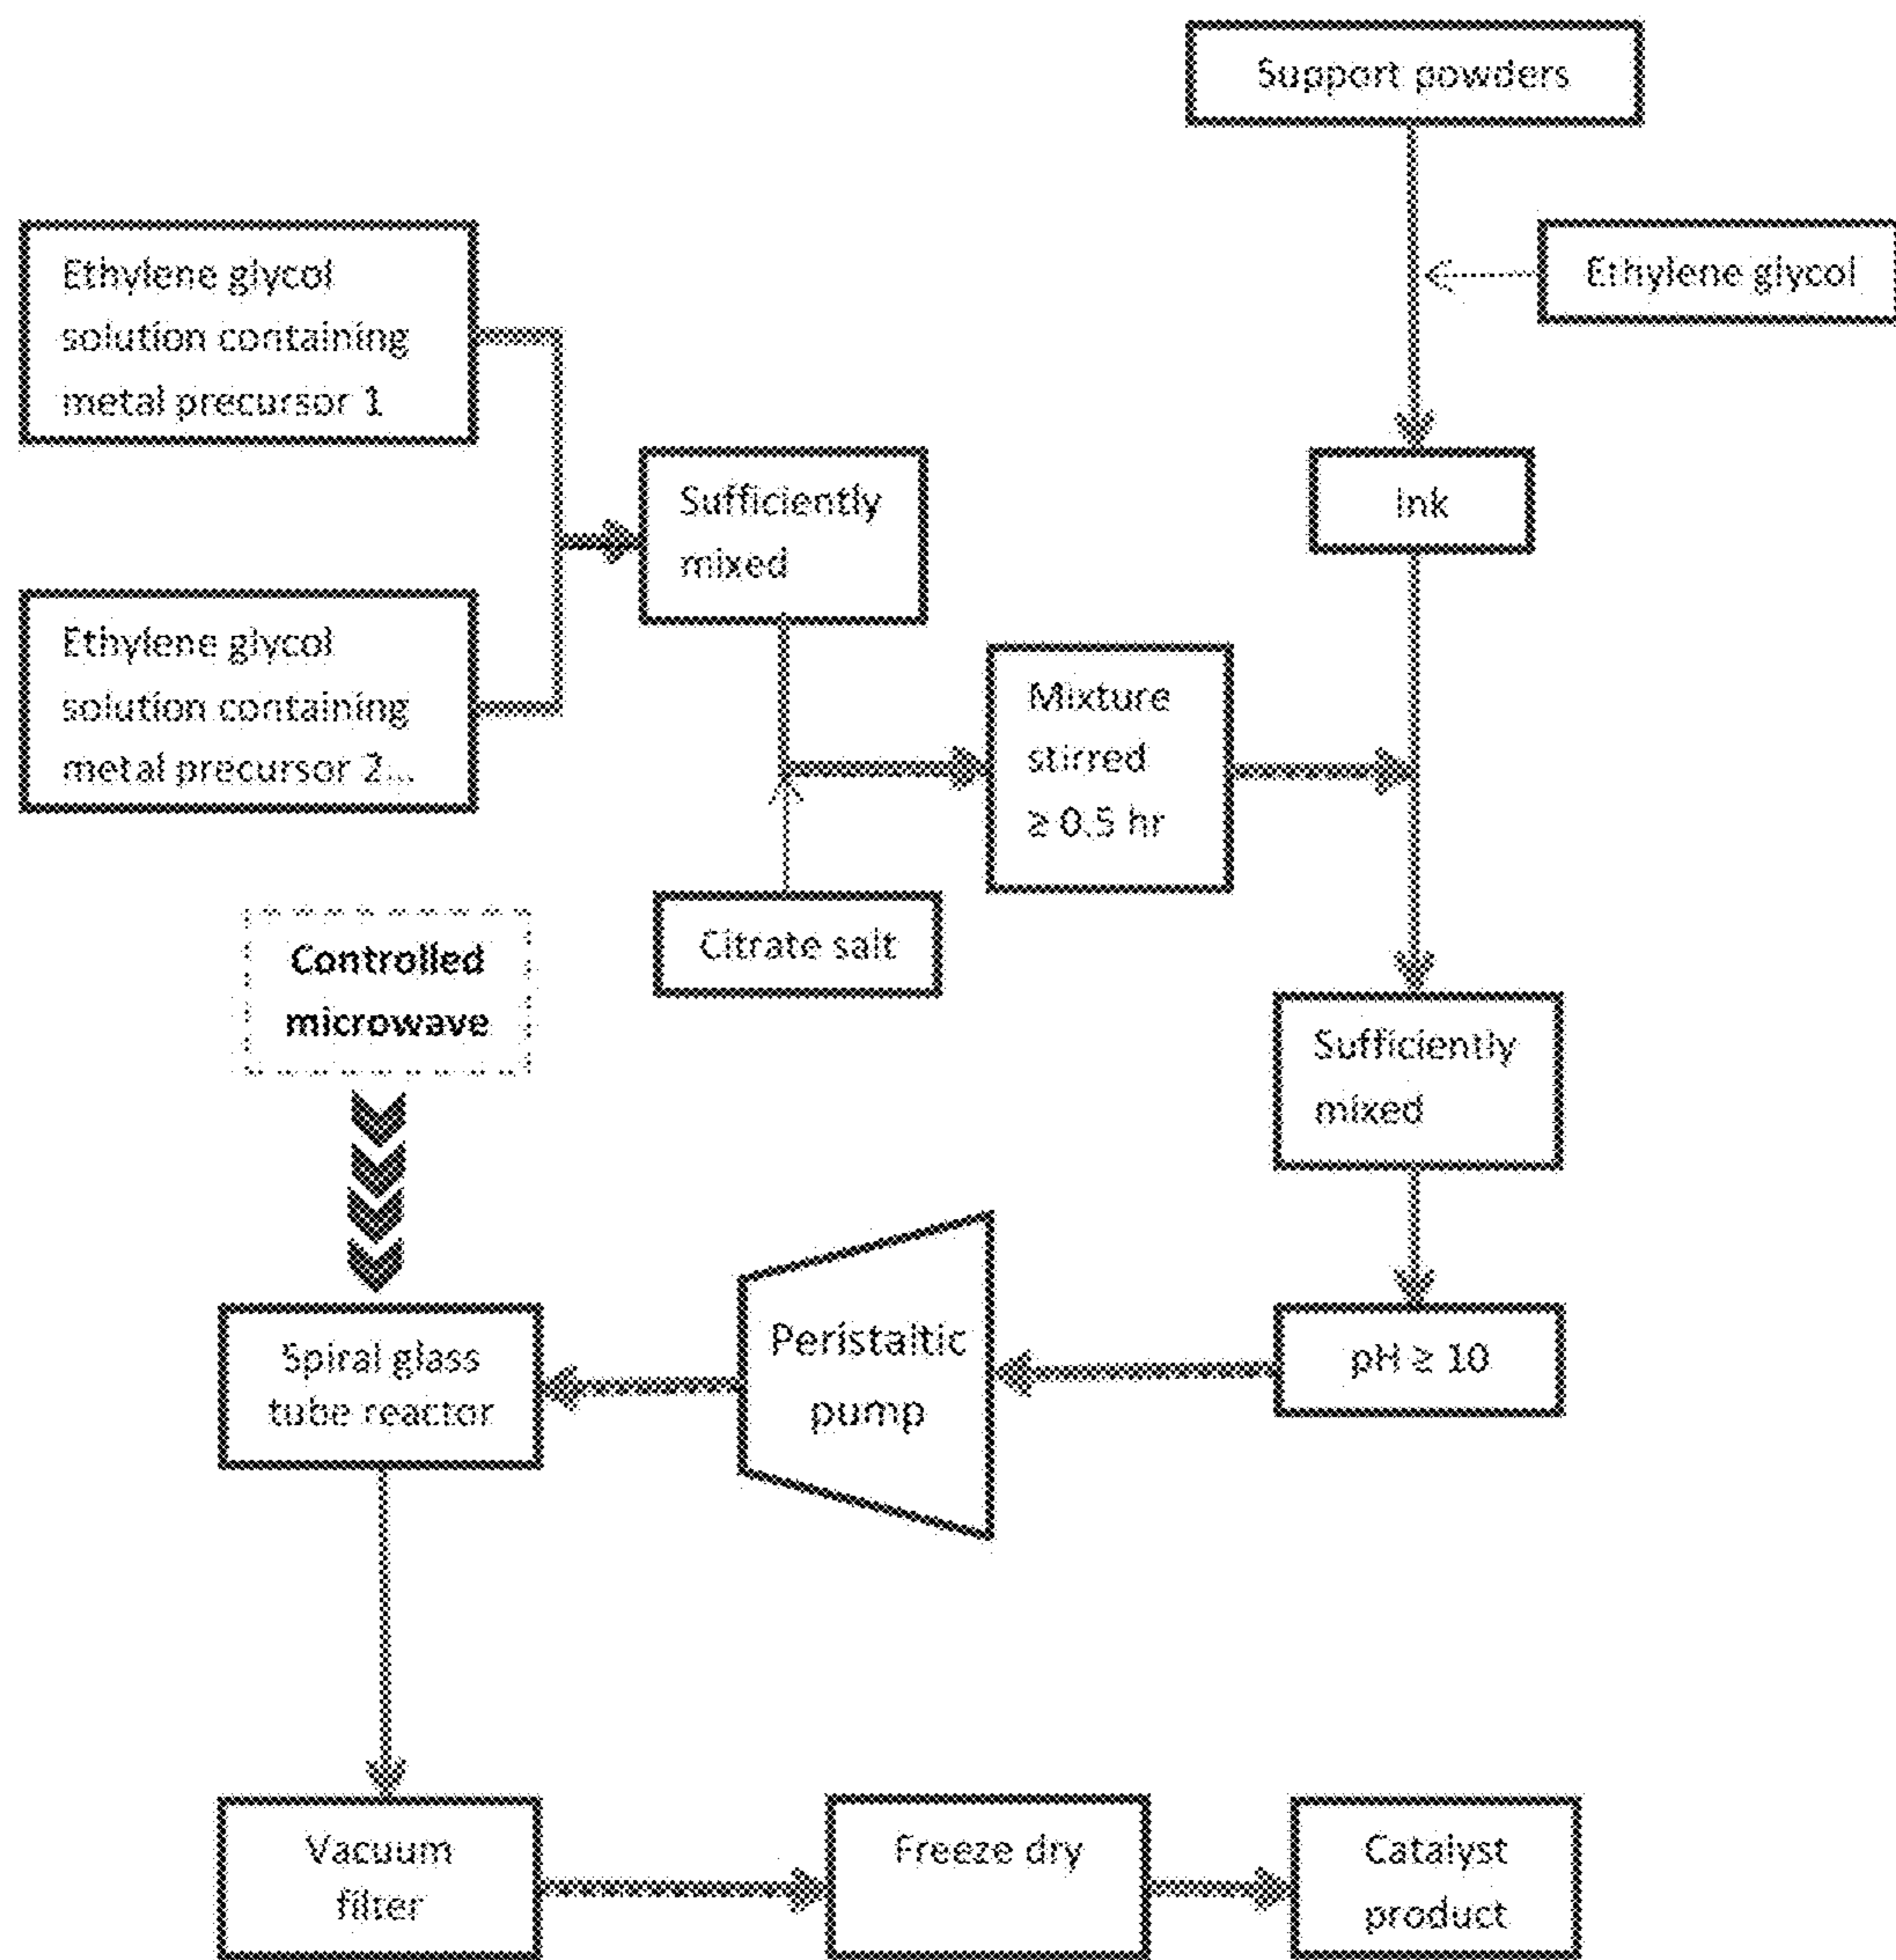 Support powders
Ethylene glycol
solution containing
metal precursor 1
Ethylene glycol
Sufficiently
mixed
Ink
Ethylene glycol
solution containing
metal precursor 2...
Mixture
stirred
≥ 0.5 hr
Citrate salt
Controlled
microwave
Sufficiently
mixed
Spiral glass
tube reactor
Peristaltic
pump
pH ≥ 10
Vacuum
filter
Freeze dry
Catalyst
product